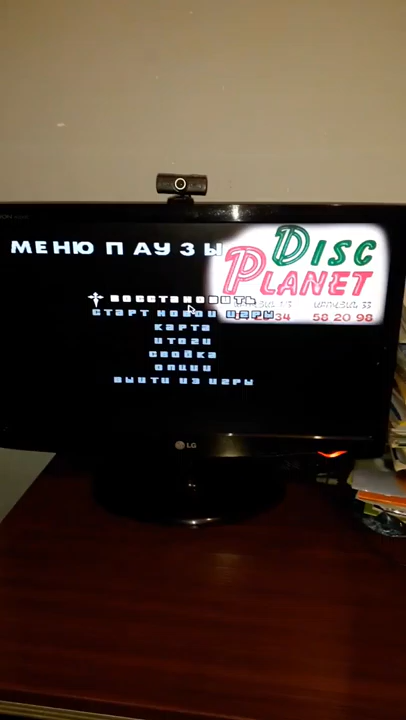 МЕНЮ ПАУЗЫ
DISC
PLANET
ВОССТАНОВИТЬ
СТАРТ НОВОЙ ИГРЫ
34 58 20 98
КАРТА
ИТОГИ
СВОДКА
ОПЦИИ
ВЫЙТИ ИЗ ИГРЫ
LG